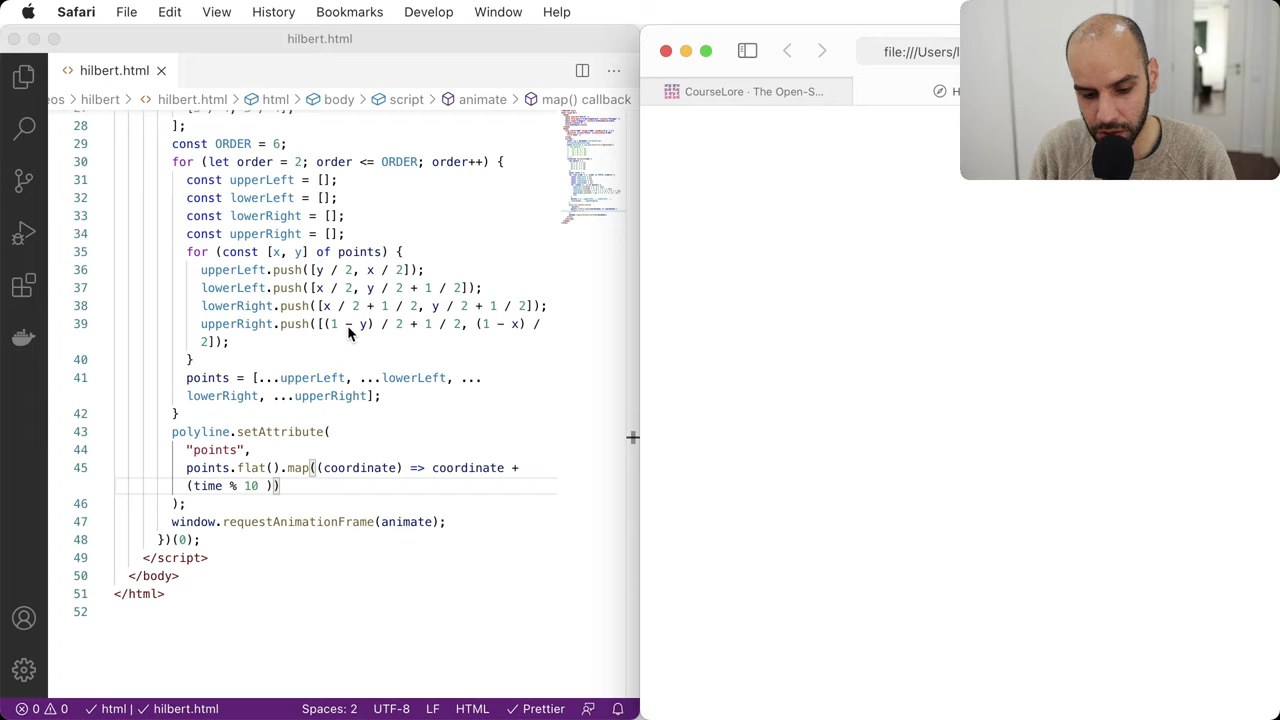 Safari File Edit View History Bookmarks Develop Window Help
hilbert.html
hilbert.html
eos hilbert hilbert.html html body script animate map() callback
28 ];
29 const ORDER = 6;
30 for (let order = 2; order <= ORDER; order++) {
31 const upperLeft = [];
32 const lowerLeft = [];
33 const lowerRight = [];
34 const upperRight = [];
35 for (const [x, y] of points) {
36 upperLeft.push([y / 2, x / 2]);
37 lowerLeft.push([x / 2, y / 2 + 1 / 2]);
38 lowerRight.push([x / 2 + 1 / 2, y / 2 + 1 / 2]);
39 upperRight.push([(1 - y) / 2 + 1 / 2, (1 - x) /
2]);
40 }
41 points = [...upperLeft, ...lowerLeft, ...
lowerRight, ...upperRight];
42 }
43 polyline.setAttribute(
44 "points",
45 points.flat().map((coordinate) => coordinate +
(time % 10 ))
46 );
47 window.requestAnimationFrame(animate);
48 })(0);
49 </script>
50 </body>
51 </html>
52
0 0 html hilbert.html Spaces: 2 UTF-8 LF HTML Prettier
file:///Users/l
CourseLore · The Open-S...
H